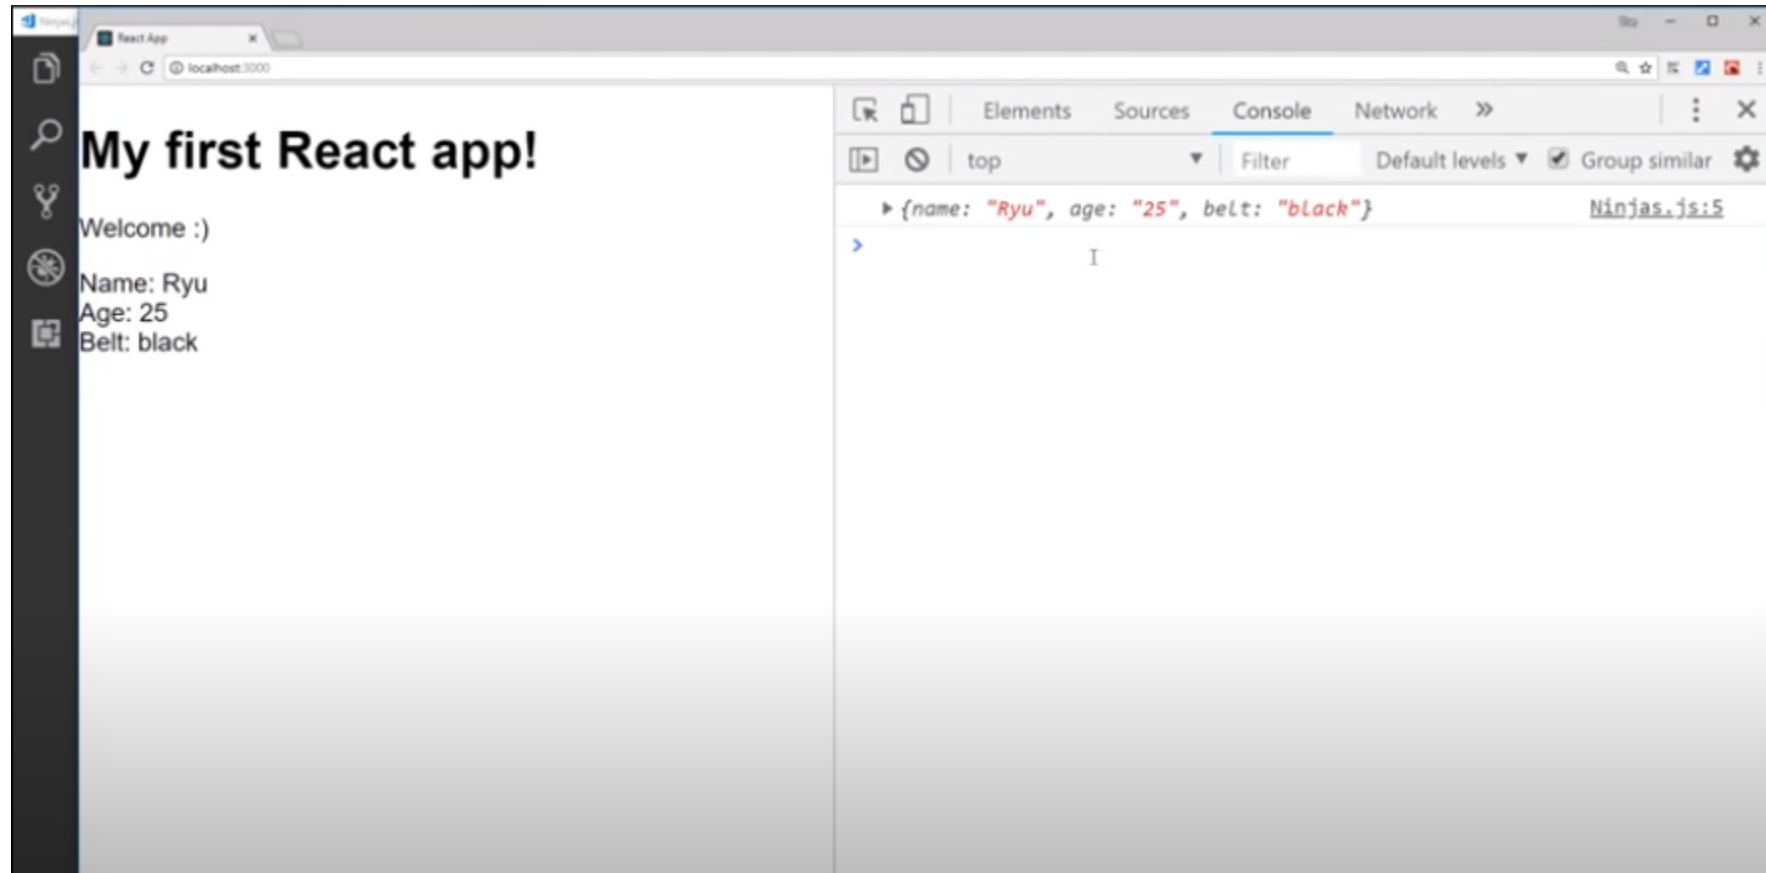 React App
localhost:3000
My first React app!
Welcome :)
Name: Ryu
Age: 25
Belt: black
Elements Sources Console Network »
top Filter Default levels Group similar
{name: "Ryu", age: "25", belt: "black"} Ninjas.js:5